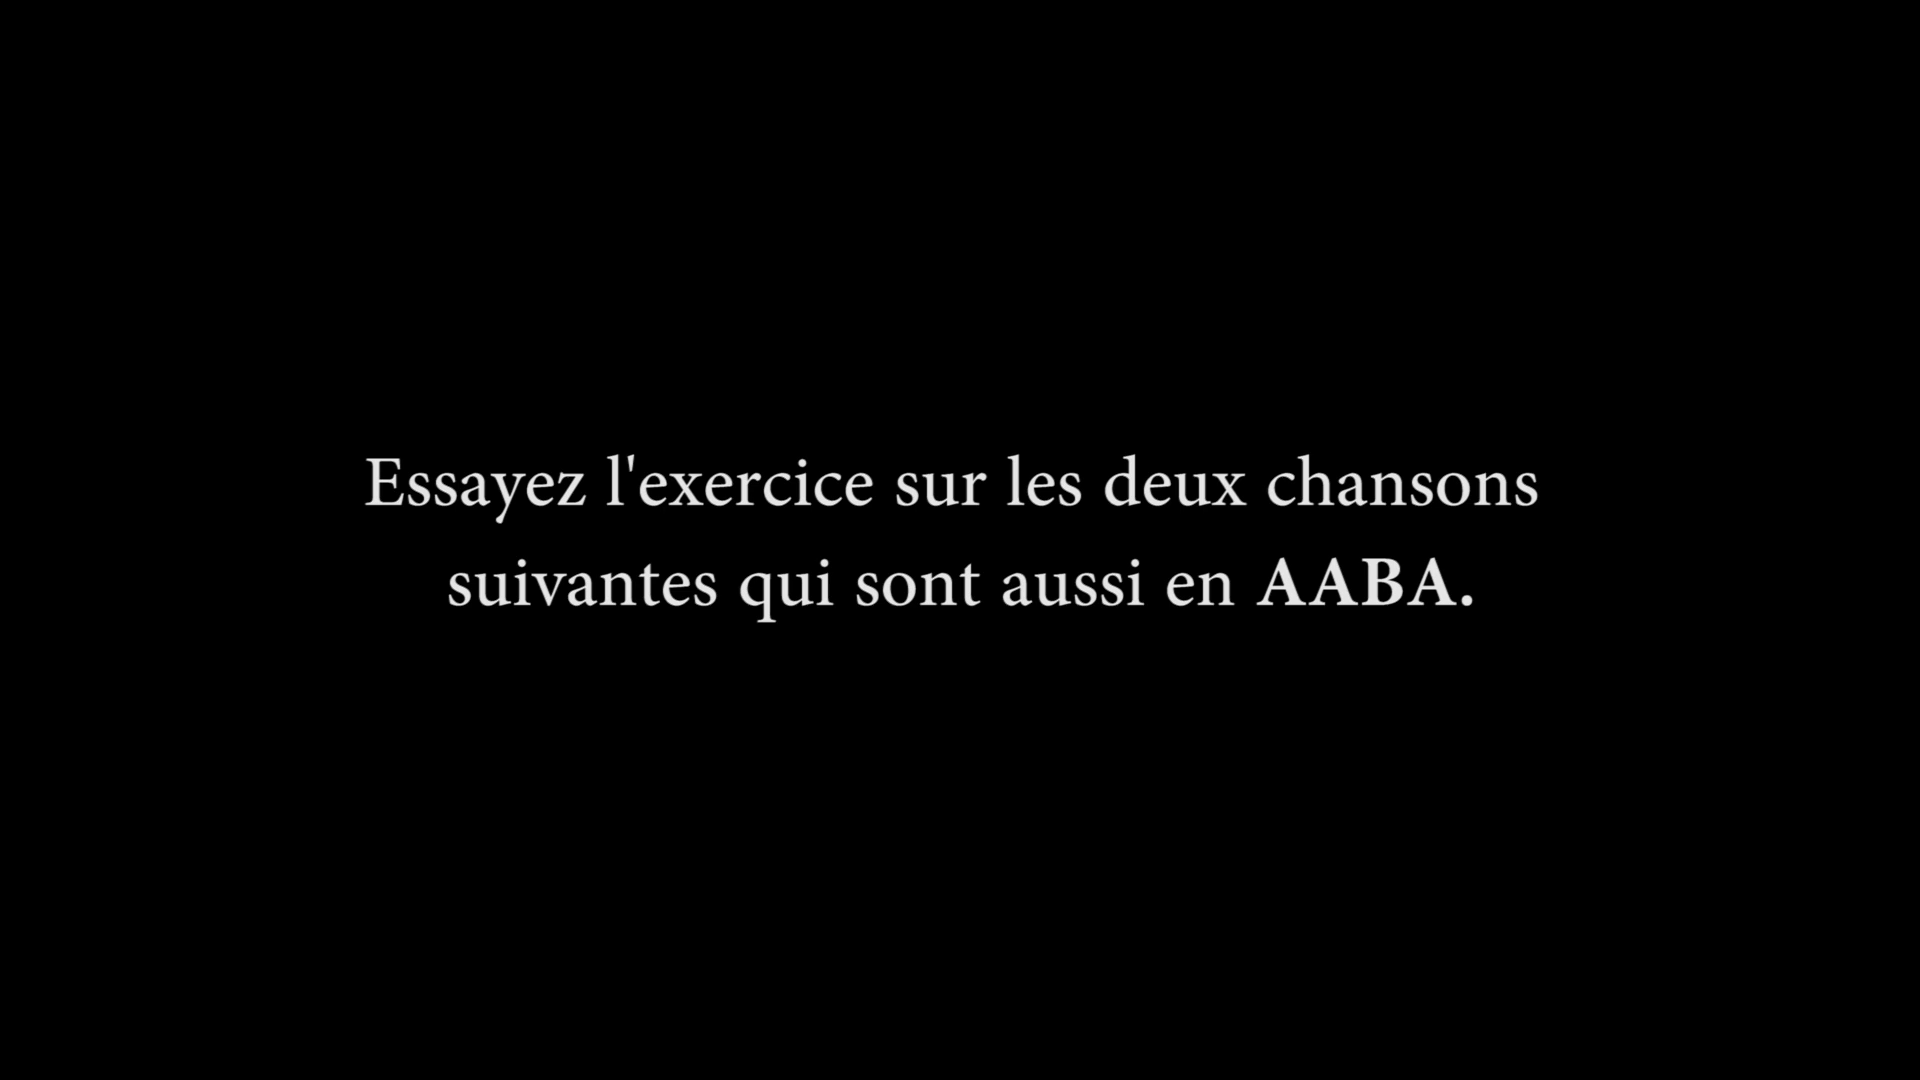 Essayez l'exercice sur les deux chansons
suivantes qui sont aussi en AABA.